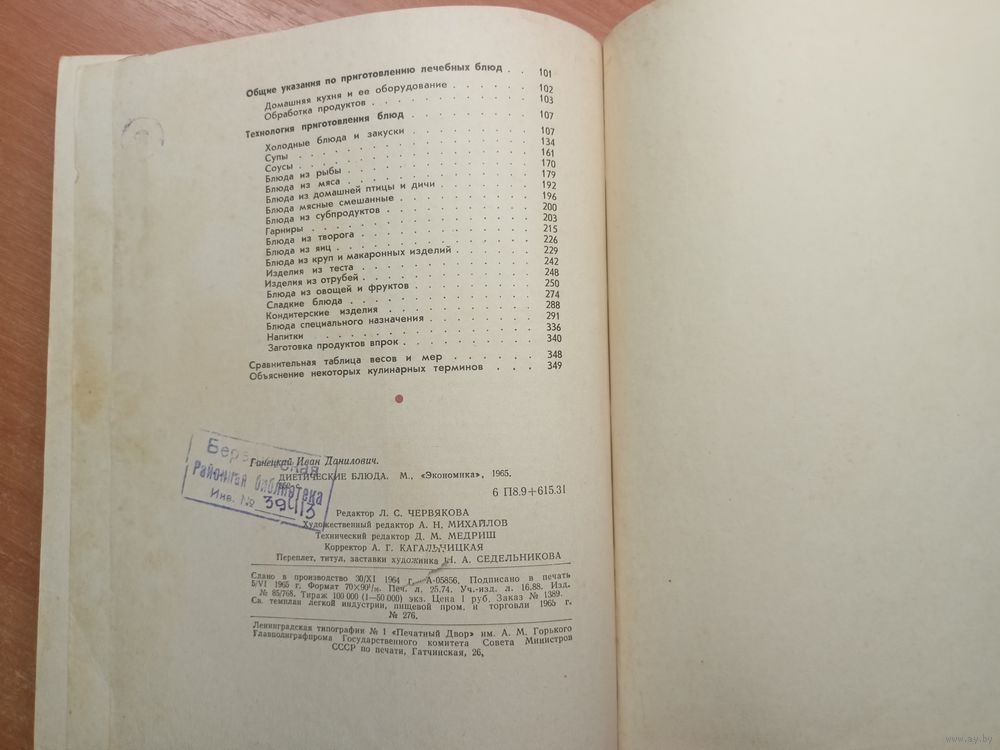 Общие указания по приготовлению лечебных блюд . . 101
Домашняя кухня и ее оборудование . . . . . . 102
Обработка продуктов . . . . . . . . . . 103
Технология приготовления блюд . . . . . . . . 107
Холодные блюда и закуски . . . . . . . . 107
Супы . . . . . . . . . . . . . . 134
Соусы . . . . . . . . . . . . . . 161
Блюда из рыбы . . . . . . . . . . . 170
Блюда из мяса . . . . . . . . . . . 179
Блюда из домашней птицы и дичи . . . . . . 192
Блюда мясные смешанные . . . . . . . . 196
Блюда из субпродуктов . . . . . . . . . 200
Гарниры . . . . . . . . . . . . . 203
Блюда из творога . . . . . . . . . . 215
Блюда из яиц . . . . . . . . . . . 226
Блюда из круп и макаронных изделий . . . . . 229
Изделия из теста . . . . . . . . . . 242
Изделия из отрубей . . . . . . . . . . 248
Блюда из овощей и фруктов . . . . . . . 250
Сладкие блюда . . . . . . . . . . . 274
Кондитерские изделия . . . . . . . . . 288
Блюда специального назначения . . . . . . . 291
Напитки . . . . . . . . . . . . . 336
Заготовка продуктов впрок . . . . . . . . 340
Сравнительная таблица весов и мер . . . . . . 348
Объяснение некоторых кулинарных терминов . . . 349
Районная библиотека
Инв. № 39413
Ганецкий Иван Данилович.
ДИЕТИЧЕСКИЕ БЛЮДА. М., «Экономика», 1965.
6 П8.9+615.31
Редактор Л. С. ЧЕРВЯКОВА
Художественный редактор А. Н. МИХАЙЛОВ
Технический редактор Д. М. МЕДРИШ
Корректор А. Г. КАГАЛЬНИЦКАЯ
Переплет, титул, заставки художника Н. А. СЕДЕЛЬНИКОВА
Сдано в производство 30/XI 1964 г. А-05856. Подписано в печать
5/VI 1965 г. Формат 70×90¹/₁₆. Печ. л. 25.74. Уч.-изд. л. 16.88. Изд.
№ 85/768. Тираж 100 000 (1—50 000) экз. Цена 1 руб. Заказ № 1389.
Св. темплан легкой индустрии, пищевой пром. и торговли 1965 г.
№ 276.
Ленинградская типография № 1 «Печатный Двор» им. А. М. Горького
Главполиграфпрома Государственного комитета Совета Министров
СССР по печати, Гатчинская, 26.
www.ay.by